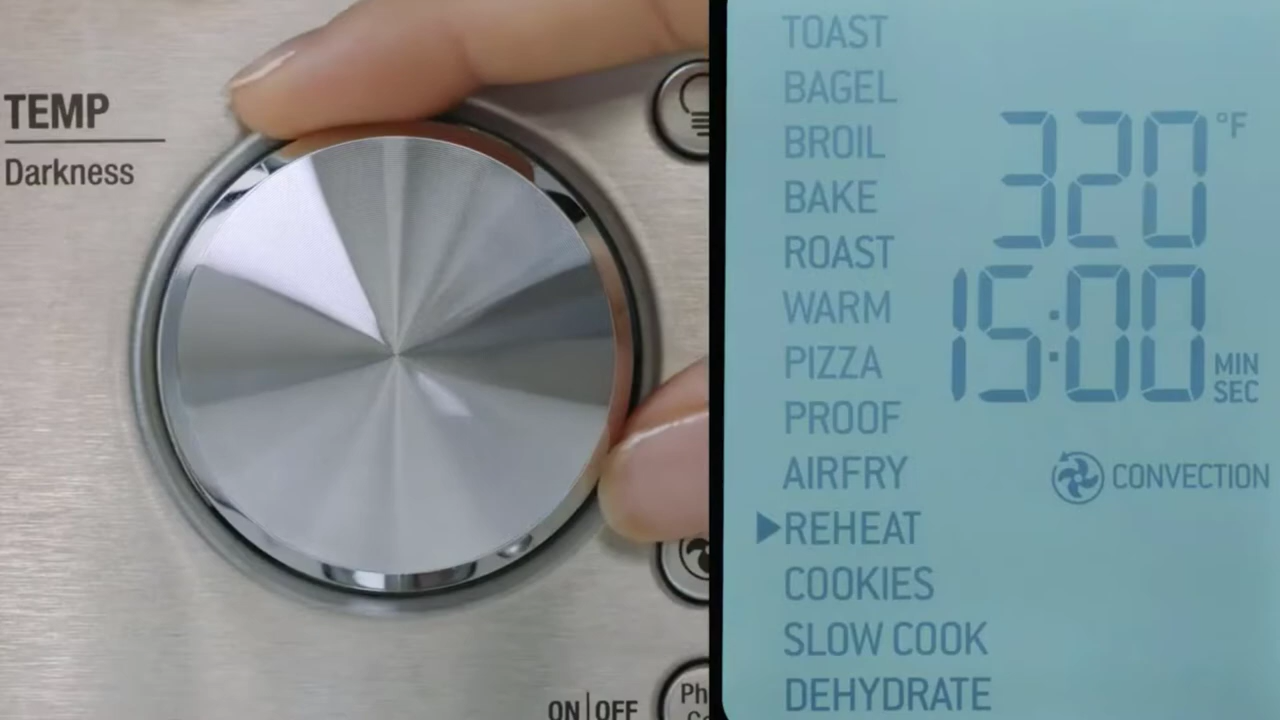 TEMP
Darkness
ON|OFF
TOAST
BAGEL
BROIL
BAKE
ROAST
WARM
PIZZA
PROOF
AIRFRY
REHEAT
COOKIES
SLOW COOK
DEHYDRATE
320 °F
15:00 MIN
SEC
CONVECTION